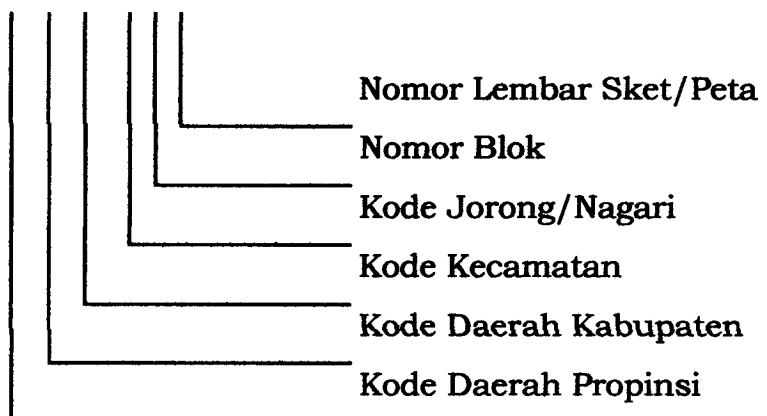 Nomor Lembar Sket/Peta
Nomor Blok
Kode Jorong/Nagari
Kode Kecamatan
Kode Daerah Kabupaten
Kode Daerah Propinsi